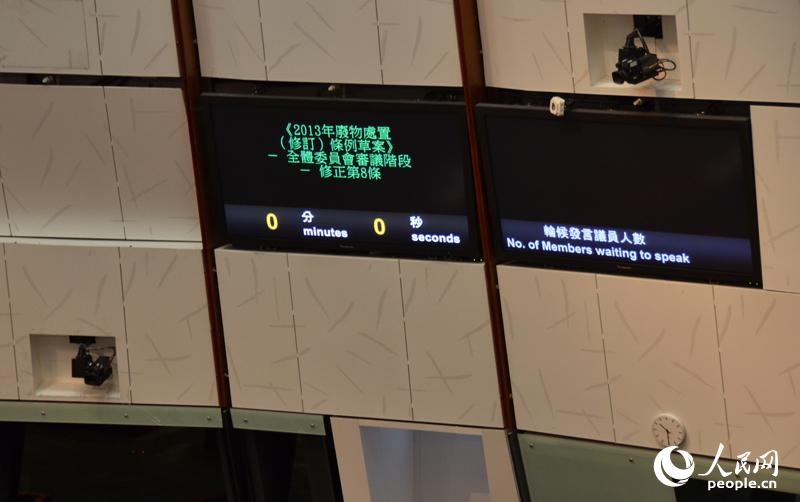 《2013年廢物處置
（修訂）條例草案》
－ 全體委員會審議階段
－ 修正第8條
0 分 minutes 0 秒 seconds
輪候發言議員人數
No. of Members waiting to speak
人民网
people.cn